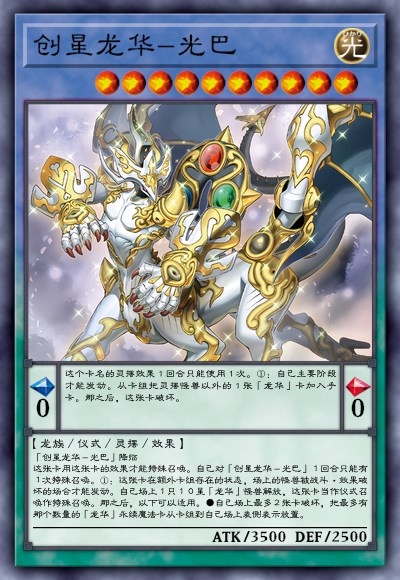 创星龙华-光巴
ひかり
光
这个卡名的灵摆效果1回合只能使用1次。①：自己主要阶段
才能发动。从卡组把灵摆怪兽以外的1张「龙华」卡加入手
卡。那之后，这张卡破坏。
0
0
【龙族／仪式／灵摆／效果】
「创星龙华-光巴」降临
这张卡用这张卡的效果才能特殊召唤。自己对「创星龙华-光巴」1回合只能有
1次特殊召唤。①：这张卡在额外卡组存在的状态，场上的怪兽被战斗·效果破
坏的场合才能发动。自己场上1只10星「龙华」怪兽解放，这张卡当作仪式召
唤作特殊召唤。那之后，以下可以适用。●自己场上最多2张卡破坏，把最多有
那个数量的「龙华」永续魔法卡从卡组到自己场上表侧表示放置。
ATK/3500 DEF/2500